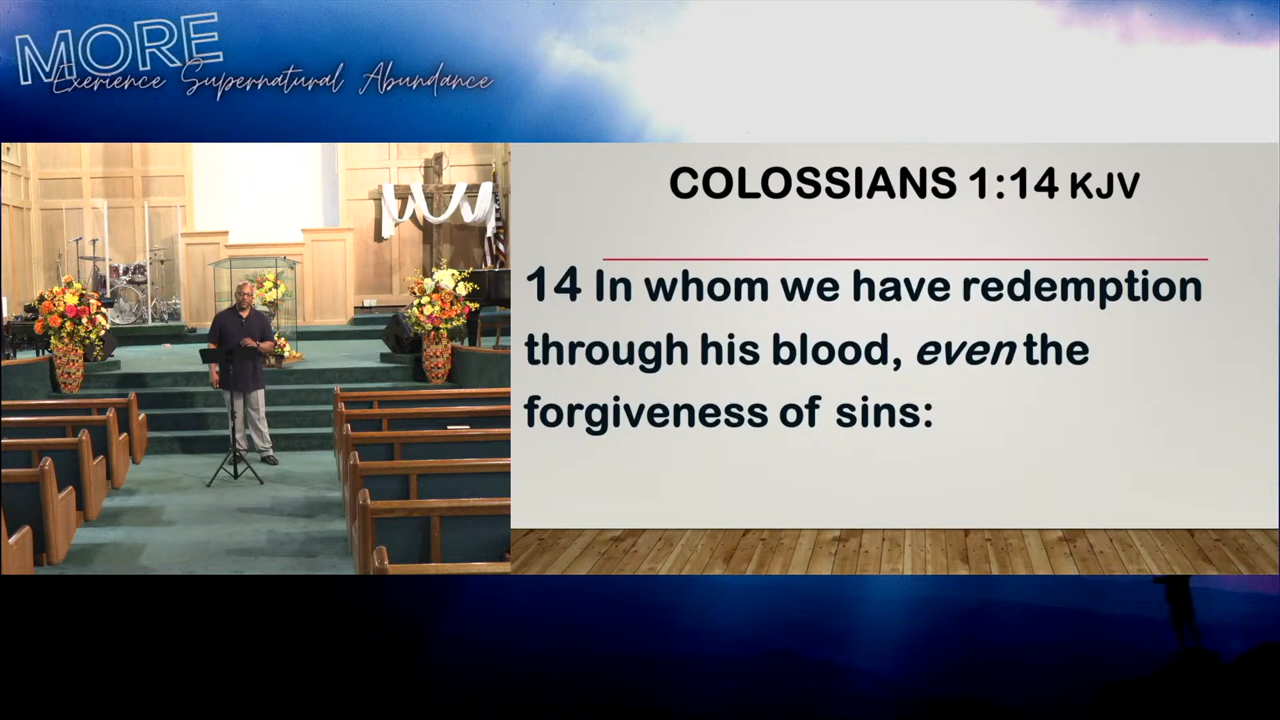 MORE
Exerience Supernatural Abundance
COLOSSIANS 1:14 KJV
14 In whom we have redemption
through his blood, even the
forgiveness of sins: